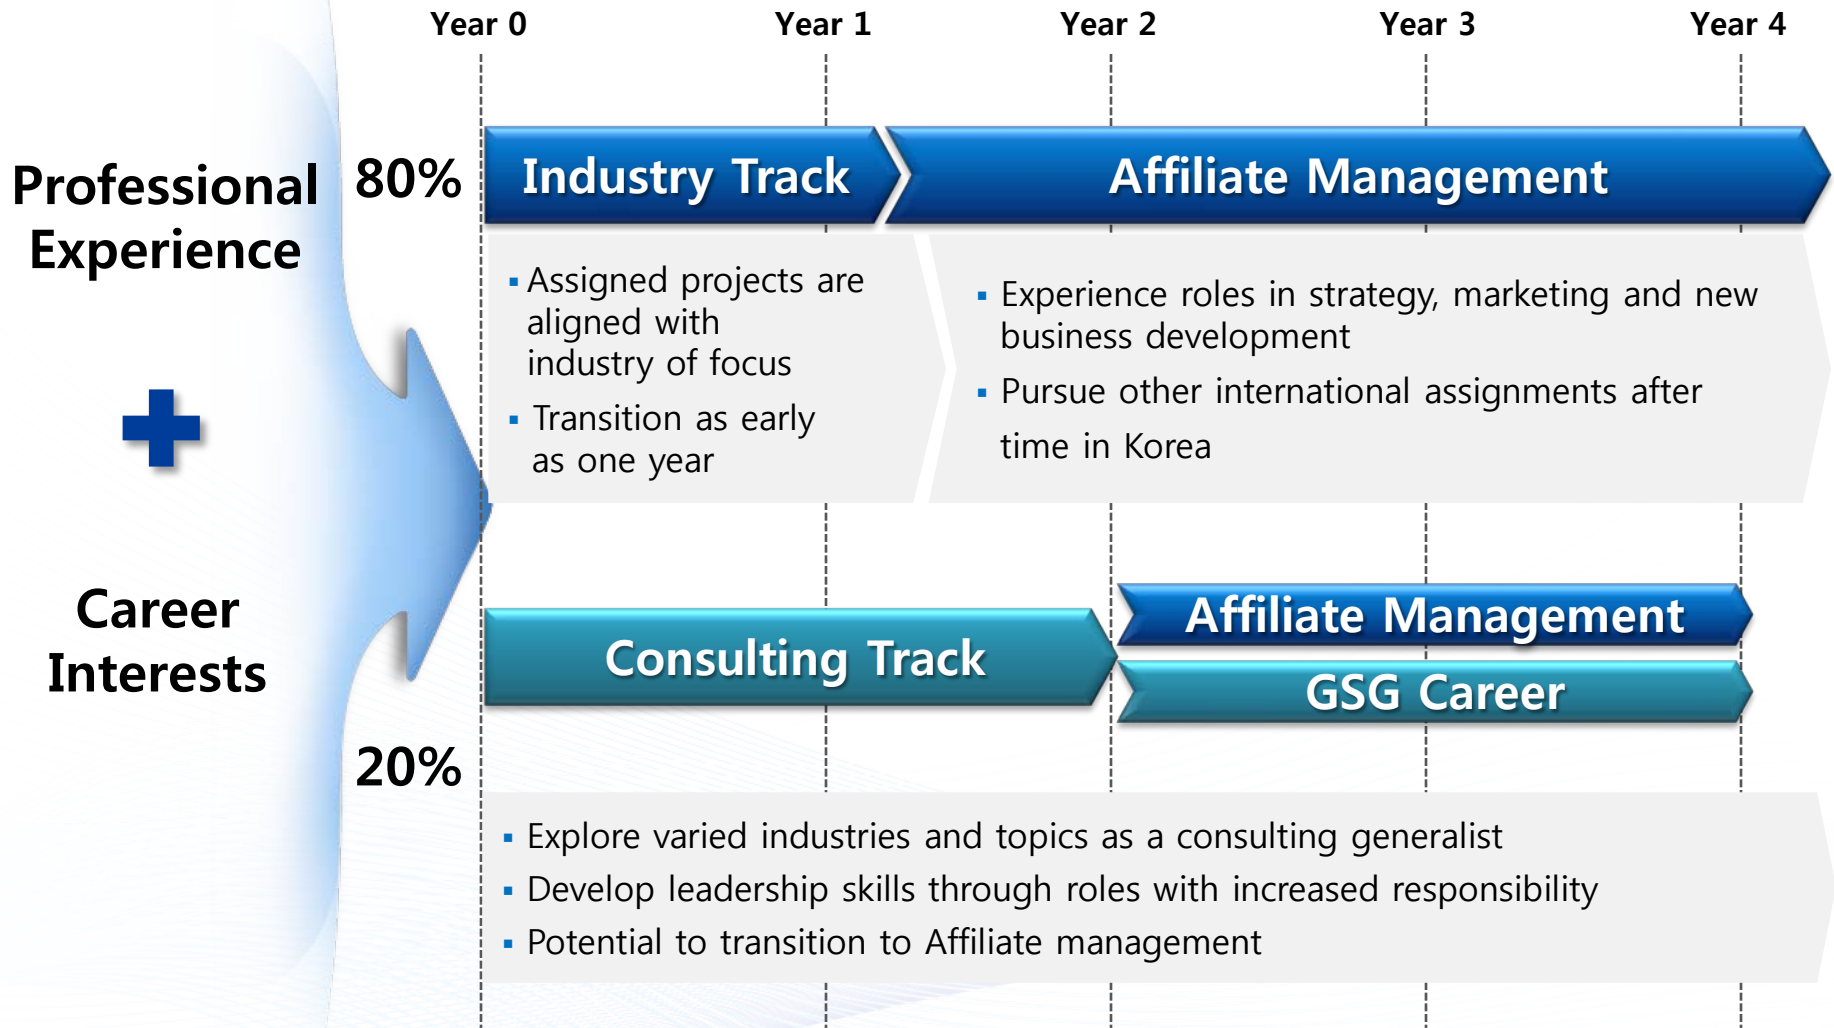 Year 0 Year 1 Year 2 Year 3 Year 4
Professional
Experience
+
Career
Interests
80%
Industry Track
Affiliate Management
▪ Assigned projects are
aligned with
industry of focus
▪ Transition as early
as one year
▪ Experience roles in strategy, marketing and new
business development
▪ Pursue other international assignments after
time in Korea
20%
Consulting Track
Affiliate Management
GSG Career
▪ Explore varied industries and topics as a consulting generalist
▪ Develop leadership skills through roles with increased responsibility
▪ Potential to transition to Affiliate management